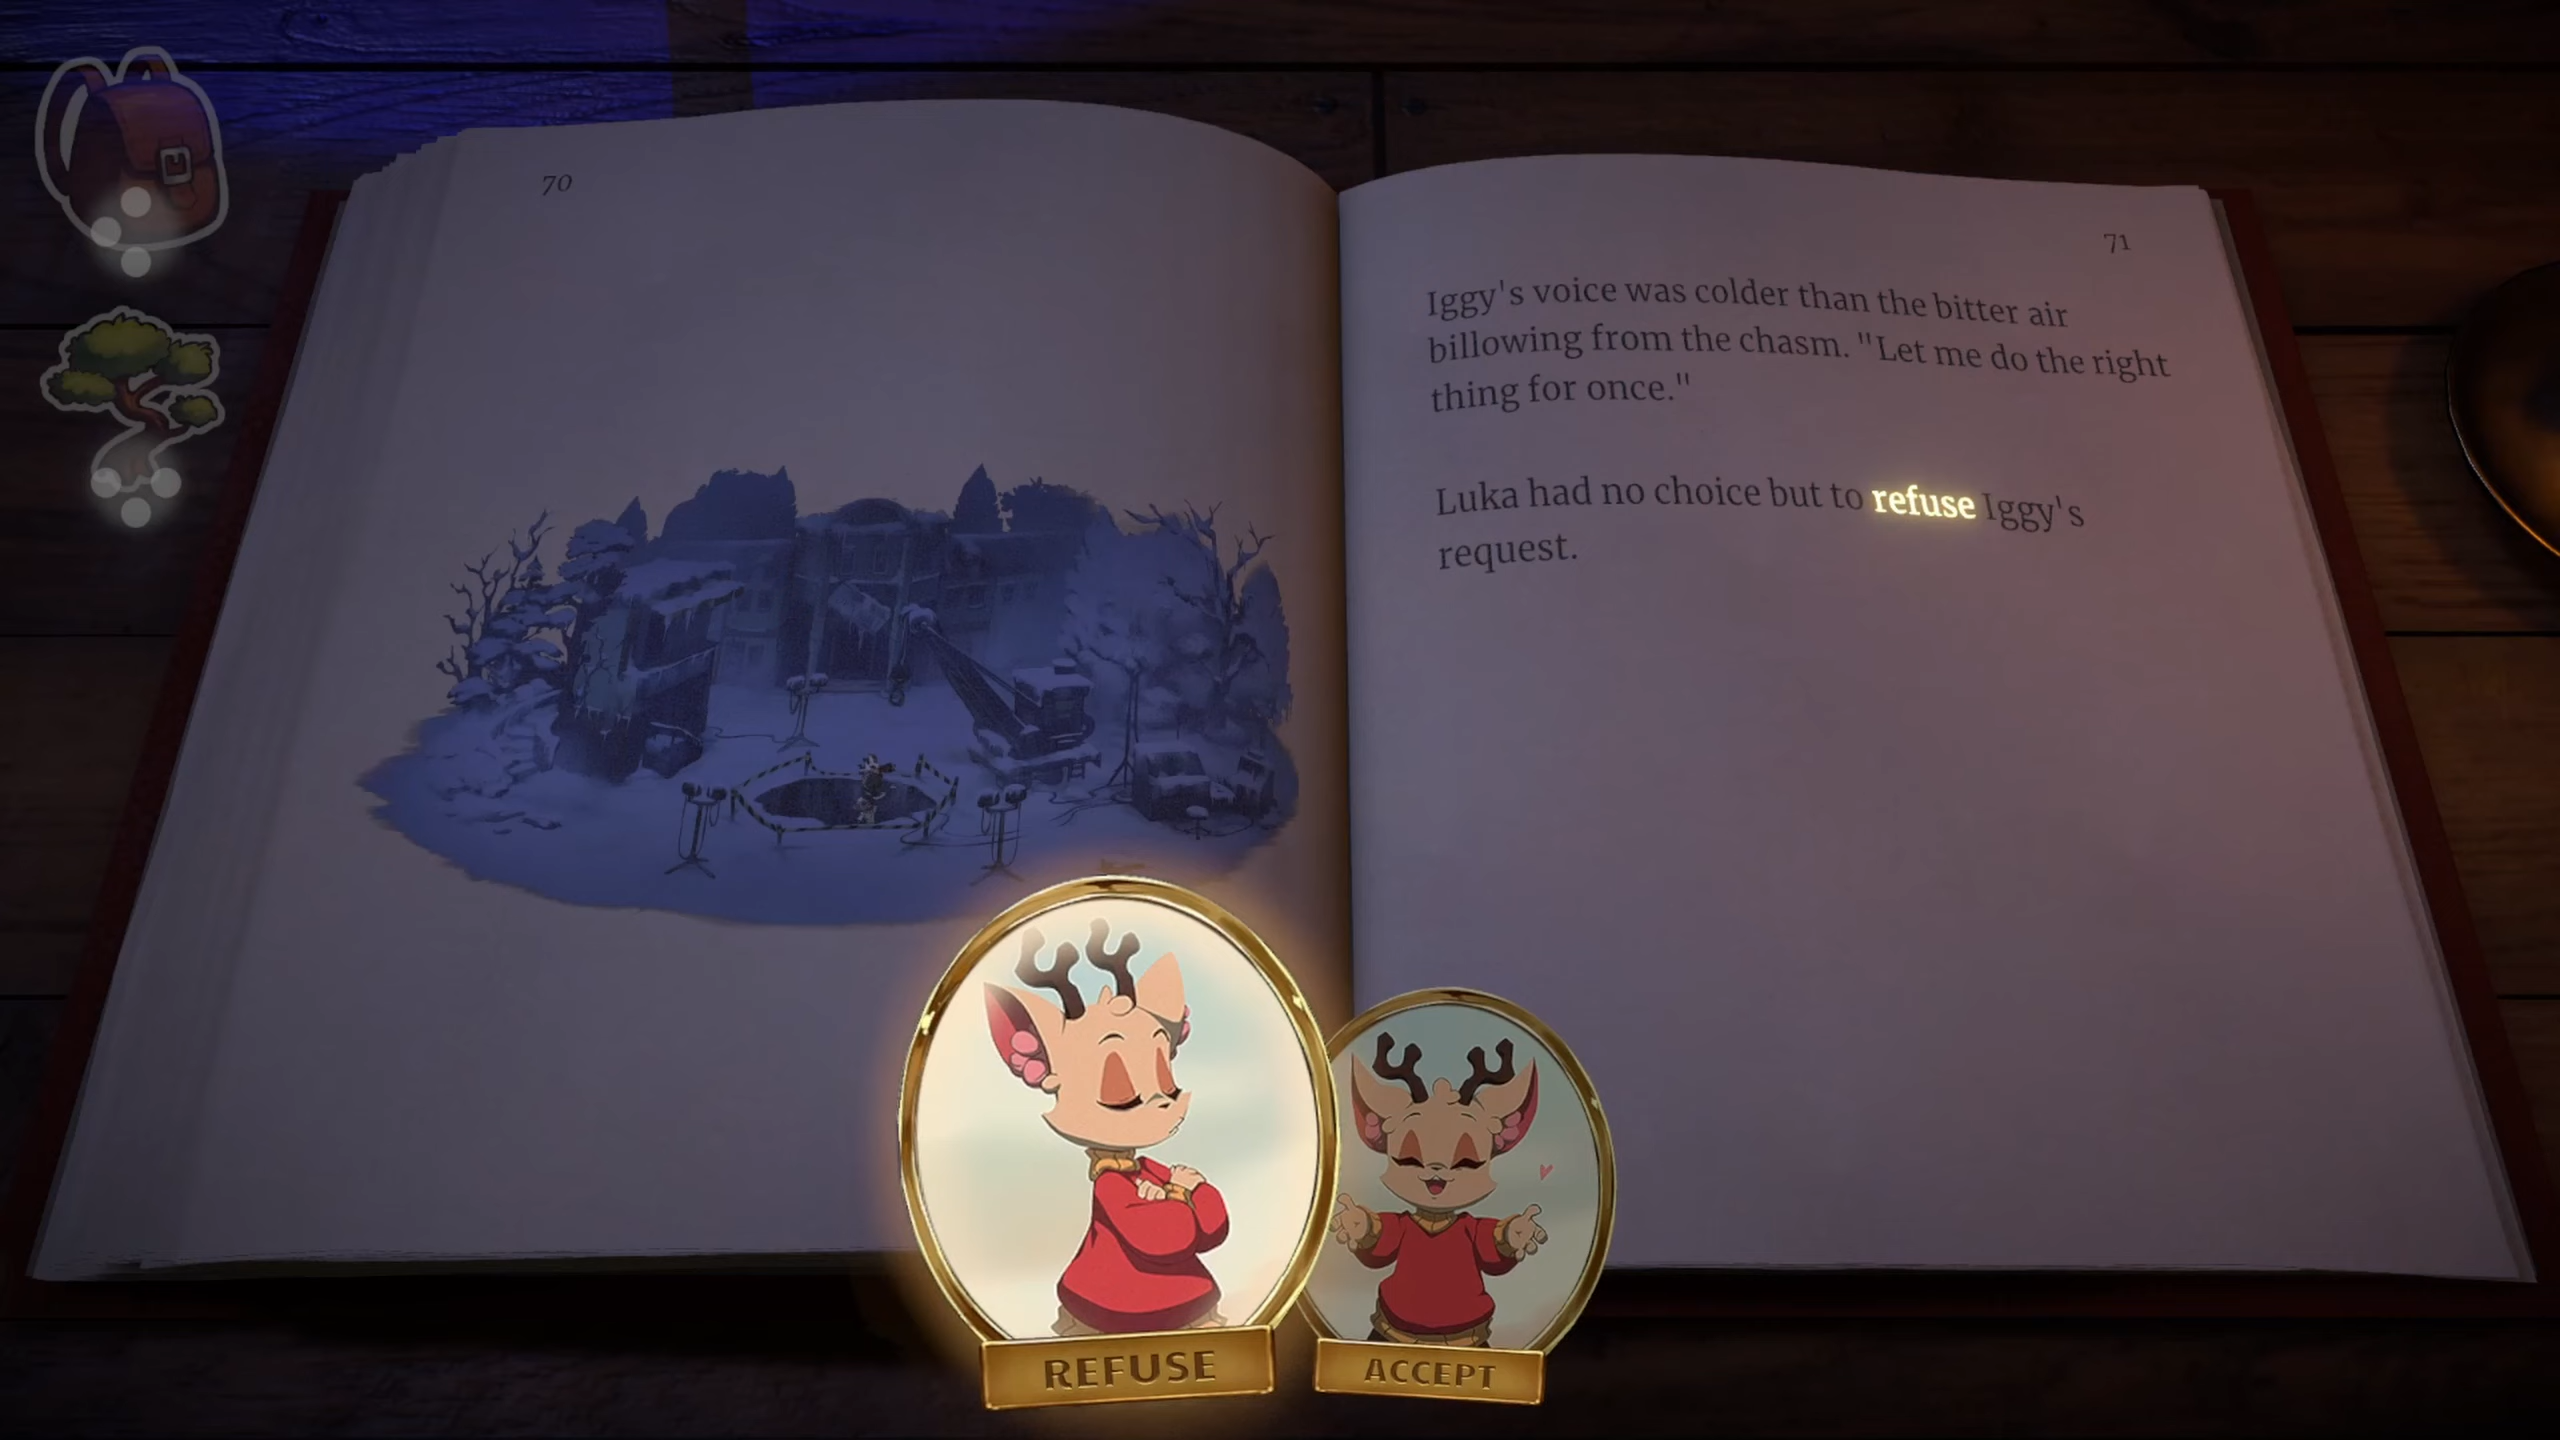 70
71
Iggy's voice was colder than the bitter air
billowing from the chasm. "Let me do the right
thing for once."
Luka had no choice but to refuse Iggy's
request.
REFUSE
ACCEPT